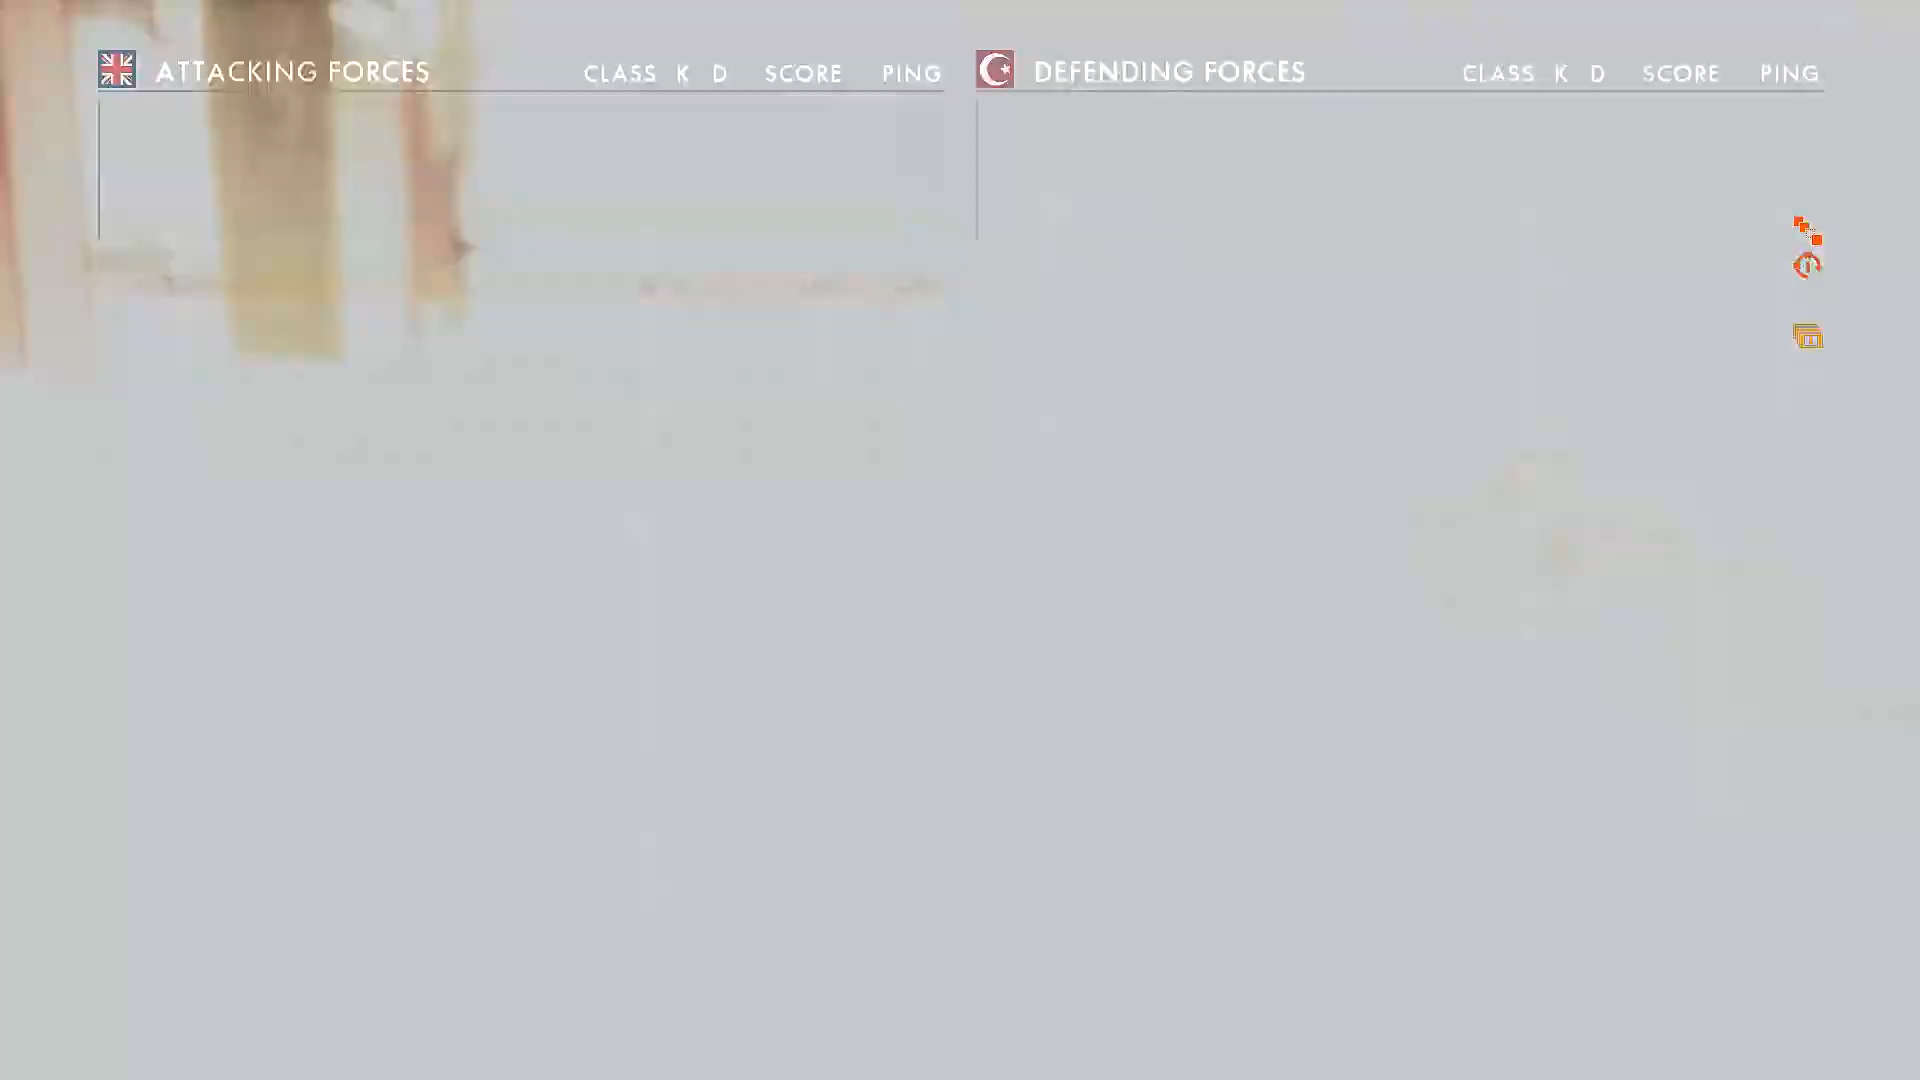 ATTACKING FORCES CLASS K D SCORE PING
DEFENDING FORCES CLASS K D SCORE PING